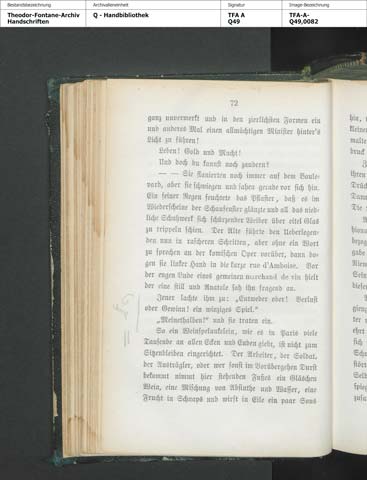 Bestandsbezeichnung
Archivalieneinheit
Signatur
Image-Bezeichnung
Theodor-Fontane-Archiv
Handschriften
Q - Handbibliothek
TFA A
Q49
TFA-A-
Q49,0082
72
ganz unvermerkt und in den zierlichsten Formen ein
und anderes Mal einen allmächtigen Minister hinter's
Licht zu führen!
Leben! Gold und Macht!
Und doch du kannst noch zaudern?
— — Sie flanierten noch immer auf dem Boule-
vard, aber sie schwiegen und sahen gerade vor sich hin.
Ein feiner Regen feuchtete das Pflaster, daß es im
Wiederscheine der Schaufenster glänzte und all das nied-
liche Schuhwerk sich schürzender Weiber über eitel Glas
zu trippeln schien. Der Alte führte den Ueberlegen-
den nun in rascheren Schritten, aber ohne ein Wort
zu sprechen an der komischen Oper vorüber, dann bo-
gen sie linker Hand in die kurze rue d'Amboise. Vor
der engen Bude eines gemeinen marchand de vin hielt
der eine still und Anatole sah ihn fragend an.
Jener lachte ihm zu: „Entweder oder! Verlust
oder Gewinn! ein winziges Spiel."
„Meinethalben!" und sie traten ein.
So ein Weinspelunkelein, wie es in Paris viele
Tausende an allen Ecken und Enden giebt, ist nicht zum
Sitzenbleiben eingerichtet. Der Arbeiter, der Soldat,
der Austrägler, oder wer sonst im Vorübergehen Durst
bekommt nimmt hier stehenden Fußes ein Gläschen
Wein, eine Mischung von Absinthe und Wasser, eine
Frucht in Schnaps und wirft in Eile ein paar Sous